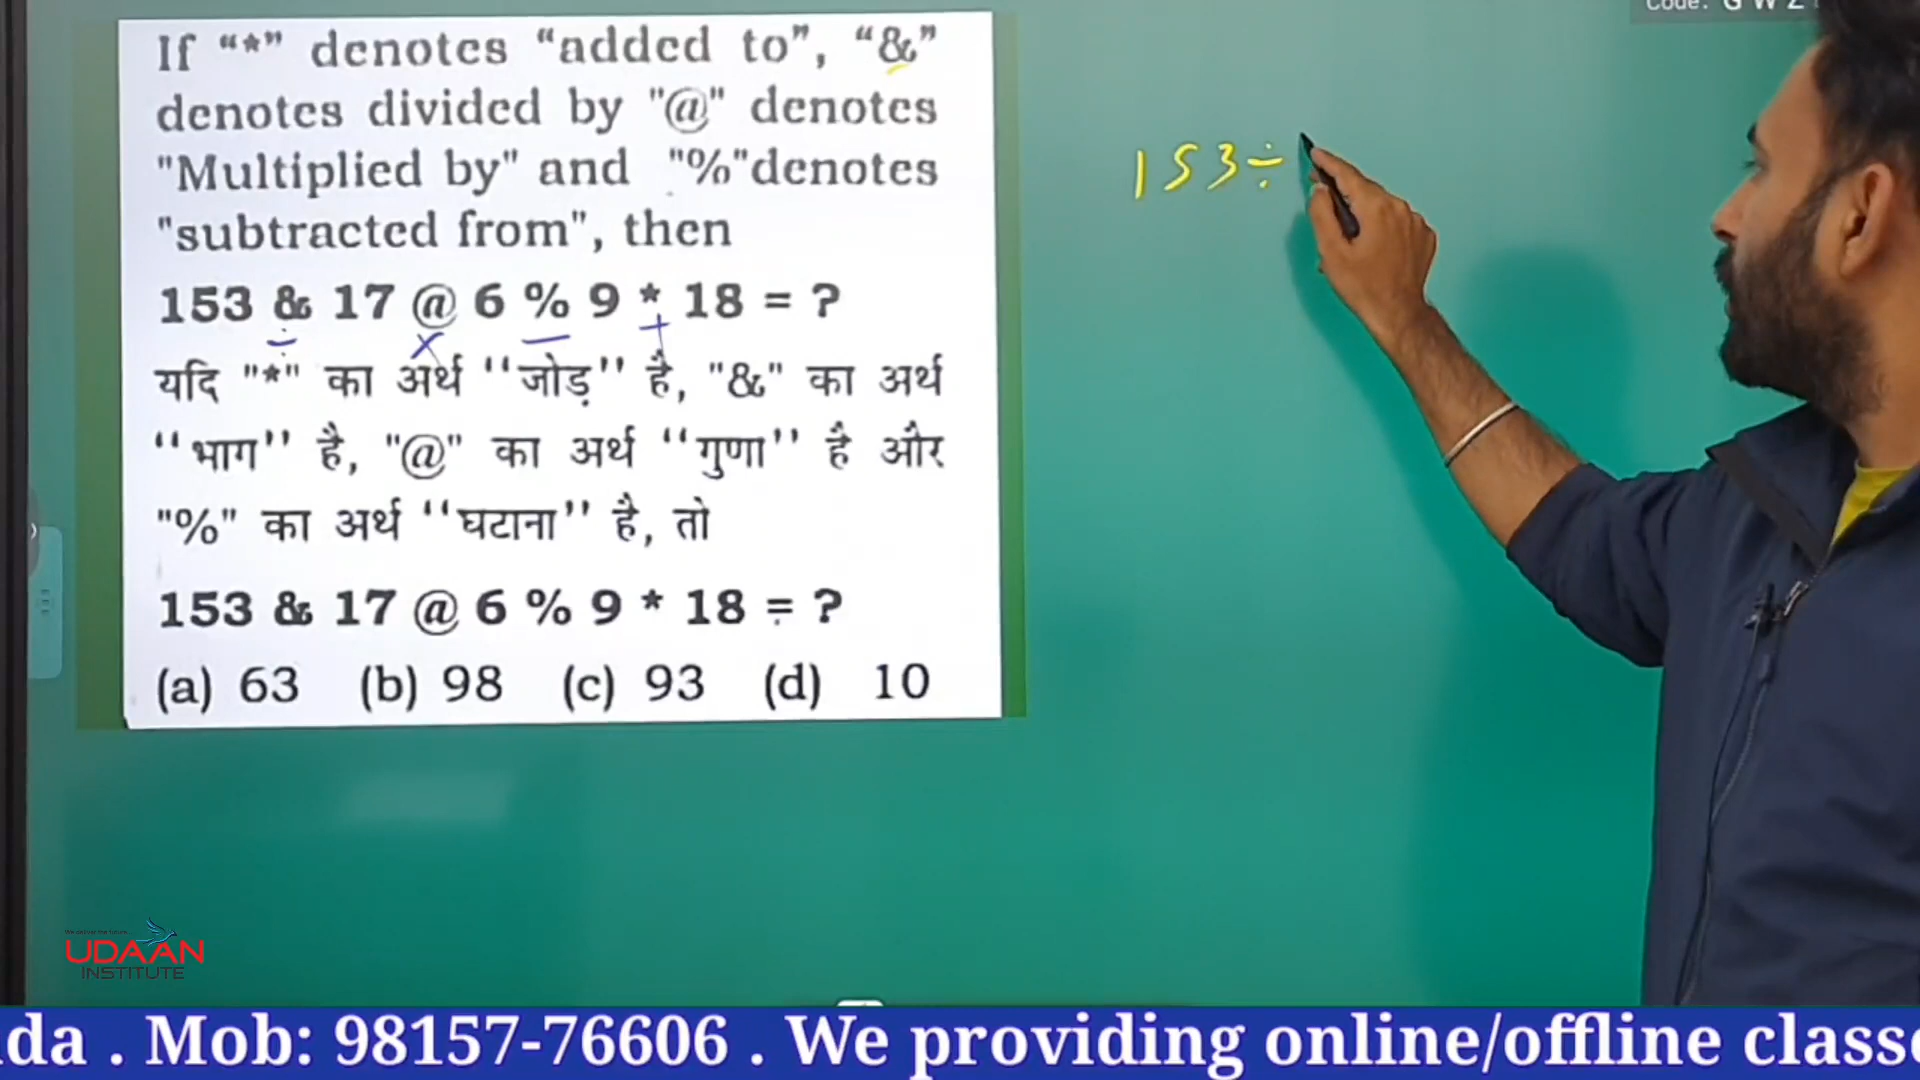 Code: G W Z
If “*” denotes “added to”, “&”
denotes divided by "@" denotes
"Multiplied by" and "%"denotes
"subtracted from", then
153 & 17 @ 6 % 9 * 18 = ?
÷ × − +
यदि "*" का अर्थ ‘‘जोड़’’ है, "&" का अर्थ
‘‘भाग’’ है, "@" का अर्थ ‘‘गुणा’’ है और
"%" का अर्थ ‘‘घटाना’’ है, तो
153 & 17 @ 6 % 9 * 18 = ?
(a) 63 (b) 98 (c) 93 (d) 10
153÷
UDAAN
INSTITUTE
da . Mob: 98157-76606 . We providing online/offline classe